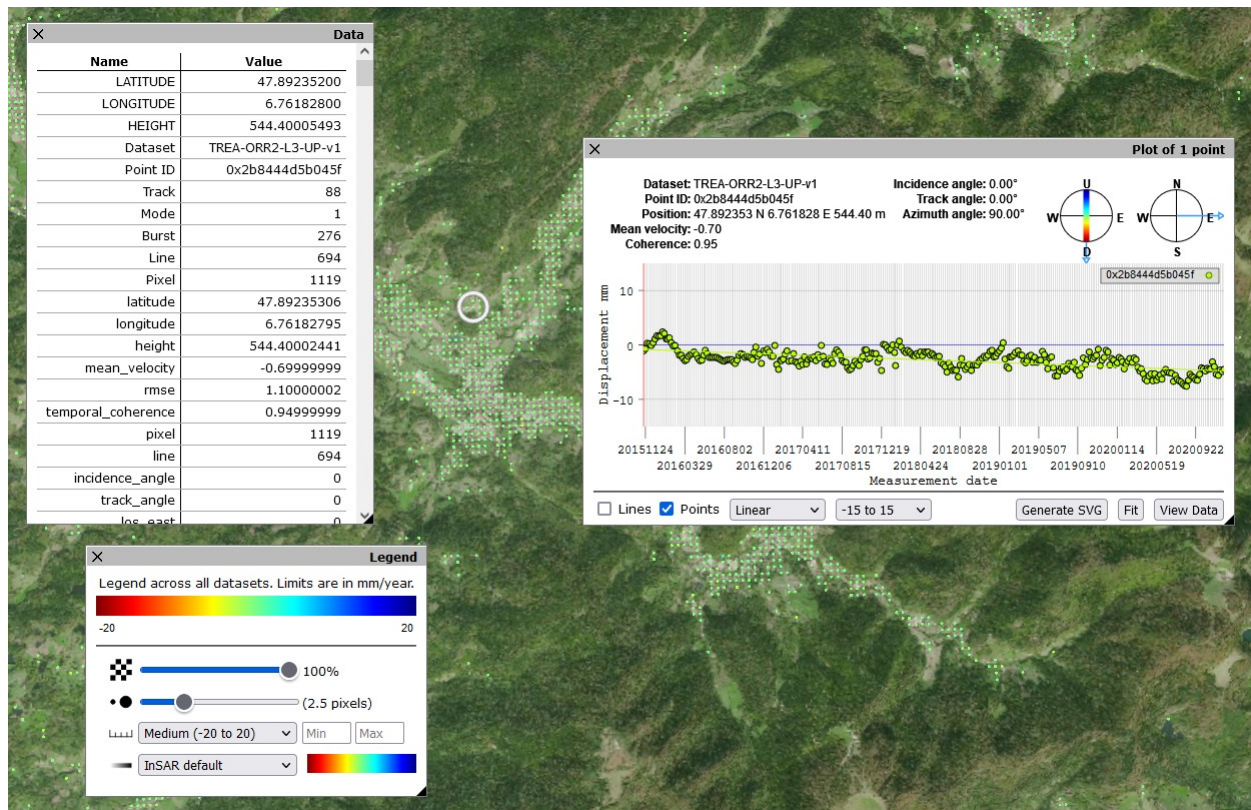 Data
Name Value
LATITUDE 47.89235200
LONGITUDE 6.76182800
HEIGHT 544.40005493
Dataset TREA-ORR2-L3-UP-v1
Point ID 0x2b8444d5b045f
Track 88
Mode 1
Burst 276
Line 694
Pixel 1119
latitude 47.89235306
longitude 6.76182795
height 544.40002441
mean_velocity -0.69999999
rmse 1.10000002
temporal_coherence 0.94999999
pixel 1119
line 694
incidence_angle 0
track_angle 0
los_east 0
Plot of 1 point
Dataset: TREA-ORR2-L3-UP-v1 Incidence angle: 0.00°
Point ID: 0x2b8444d5b045f Track angle: 0.00°
Position: 47.892353 N 6.761828 E 544.40 m Azimuth angle: 90.00°
Mean velocity: -0.70
Coherence: 0.95
U N
W E W E
D S
0x2b8444d5b045f
Displacement mm
10
0
-10
20151124 20160802 20170411 20171219 20180828 20190507 20200114 20200922
20160329 20161206 20170815 20180424 20190101 20190910 20200519
Measurement date
Lines Points Linear -15 to 15 Generate SVG Fit View Data
Legend
Legend across all datasets. Limits are in mm/year.
-20 20
100%
(2.5 pixels)
Medium (-20 to 20) Min Max
InSAR default